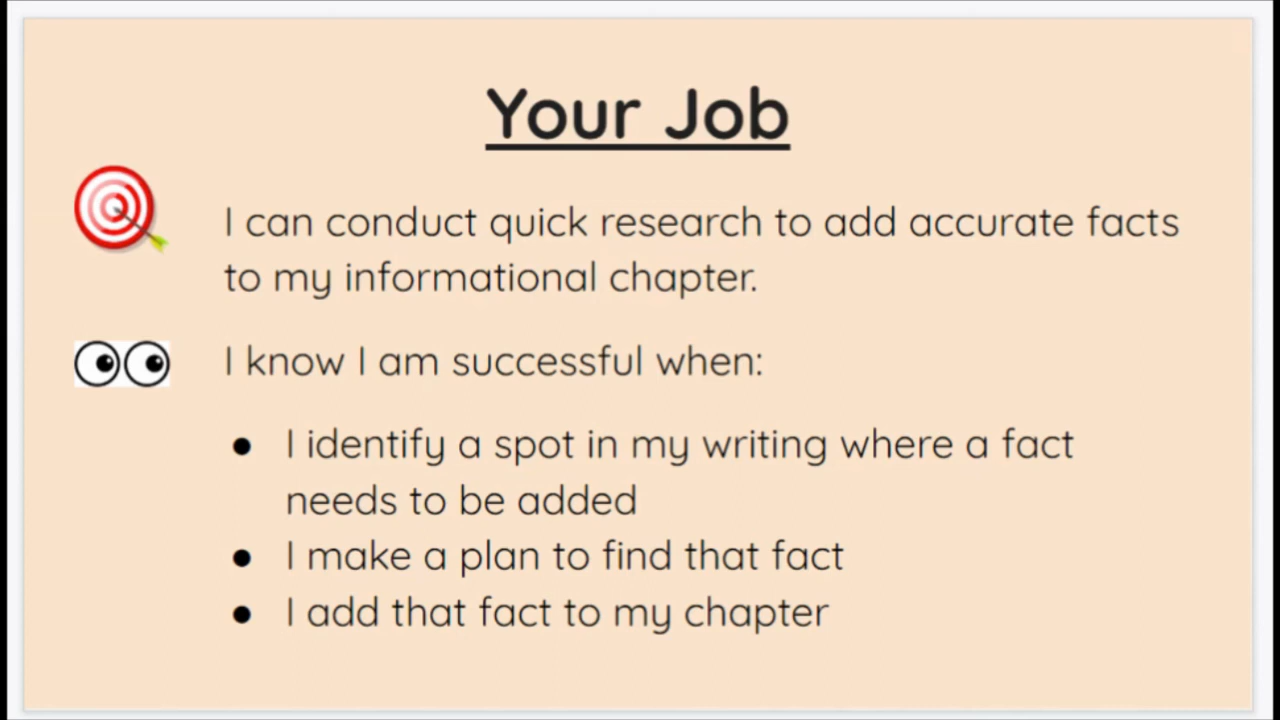 Your Job
I can conduct quick research to add accurate facts
to my informational chapter.
I know I am successful when:
● I identify a spot in my writing where a fact
needs to be added
● I make a plan to find that fact
● I add that fact to my chapter